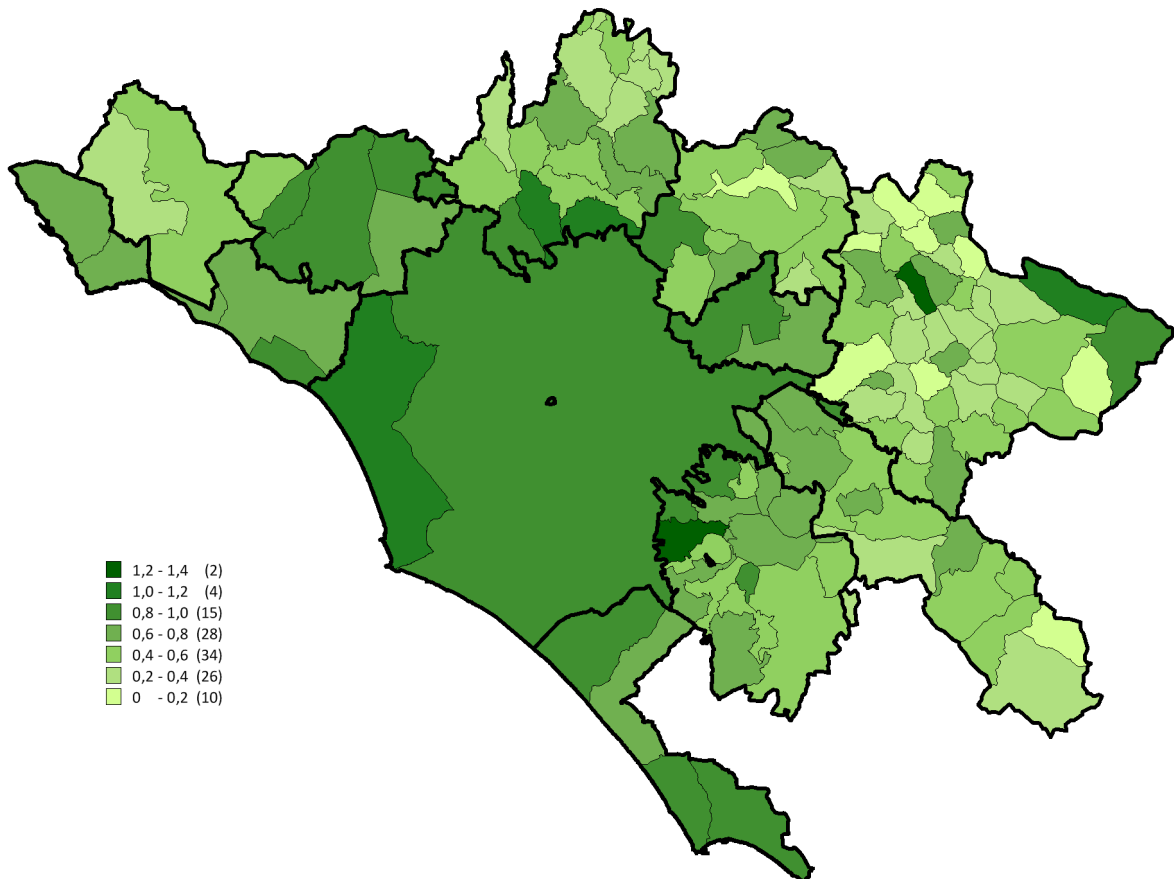 1,2 - 1,4 (2)
1,0 - 1,2 (4)
0,8 - 1,0 (15)
0,6 - 0,8 (28)
0,4 - 0,6 (34)
0,2 - 0,4 (26)
0 - 0,2 (10)